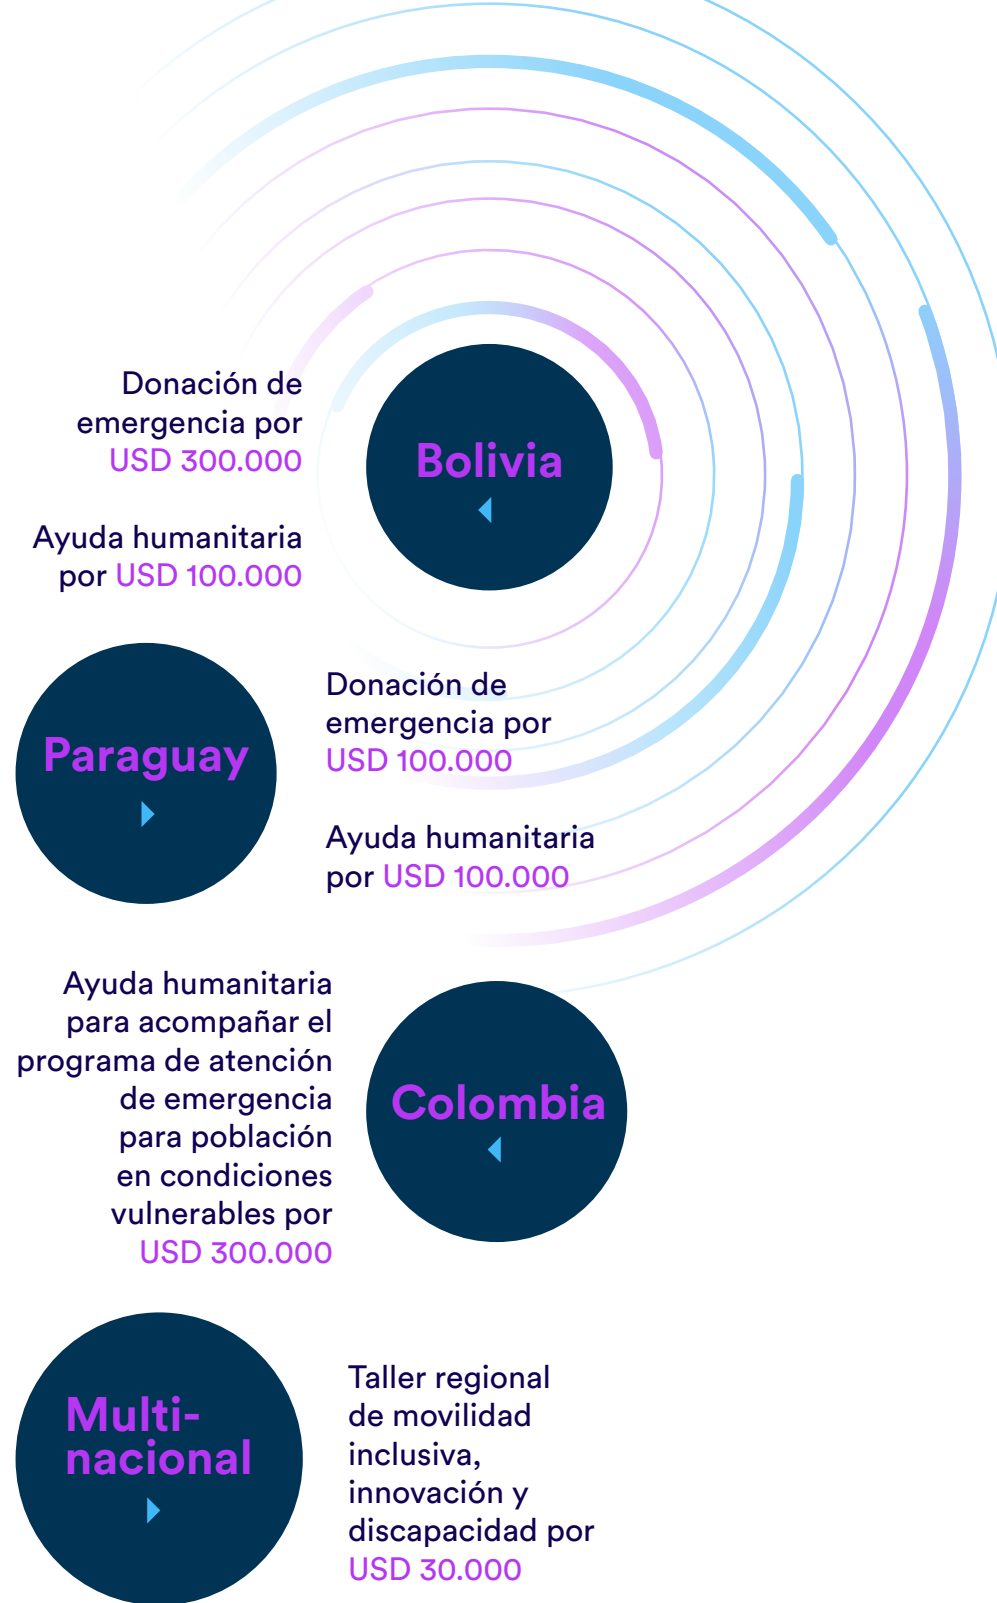 Donación de
emergencia por
USD 300.000
Ayuda humanitaria
por USD 100.000
Bolivia
Paraguay
Donación de
emergencia por
USD 100.000
Ayuda humanitaria
por USD 100.000
Ayuda humanitaria
para acompañar el
programa de atención
de emergencia
para población
en condiciones
vulnerables por
USD 300.000
Colombia
Multi-
nacional
Taller regional
de movilidad
inclusiva,
innovación y
discapacidad por
USD 30.000